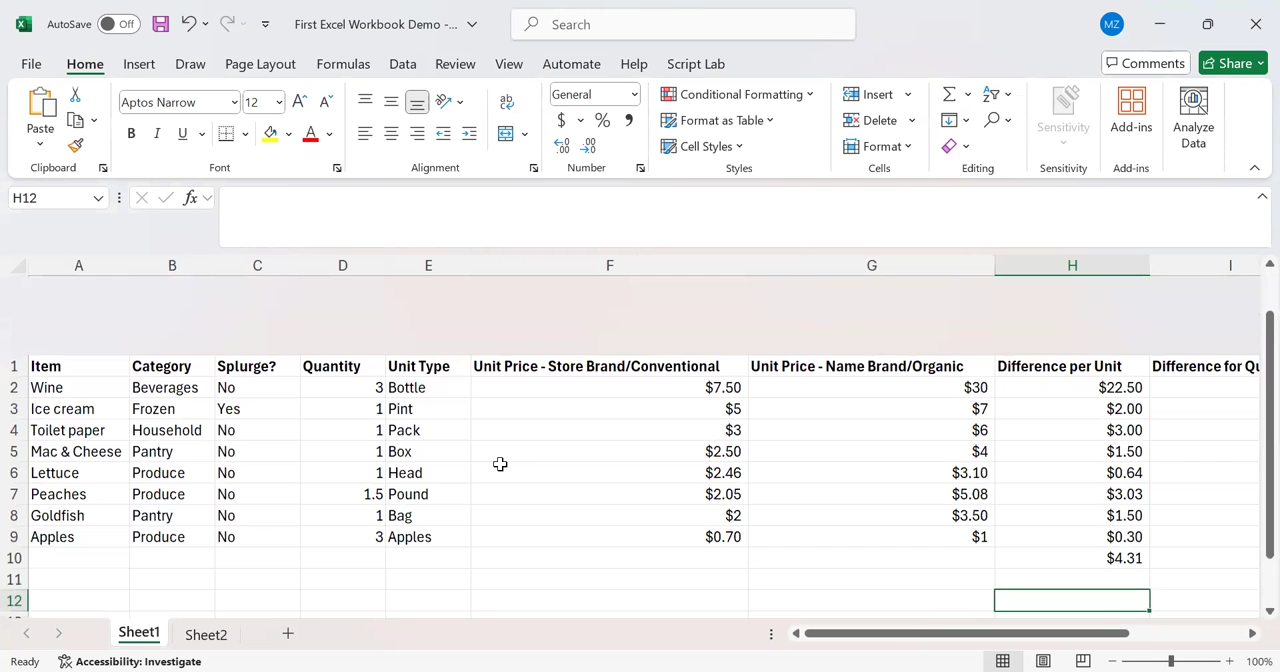 AutoSave Off First Excel Workbook Demo -... Search MZ
File Home Insert Draw Page Layout Formulas Data Review View Automate Help Script Lab Comments Share
Paste Aptos Narrow 12 A^ A ab General Conditional Formatting Insert Σ Sensitivity Add-ins Analyze Data
B I U A $ % , Format as Table Delete
Cell Styles Format
Clipboard Font Alignment Number Styles Cells Editing Sensitivity Add-ins
H12 fx
A B C D E F G H I
1 Item Category Splurge? Quantity Unit Type Unit Price - Store Brand/Conventional Unit Price - Name Brand/Organic Difference per Unit Difference for Qu
2 Wine Beverages No 3 Bottle $7.50 $30 $22.50
3 Ice cream Frozen Yes 1 Pint $5 $7 $2.00
4 Toilet paper Household No 1 Pack $3 $6 $3.00
5 Mac & Cheese Pantry No 1 Box $2.50 $4 $1.50
6 Lettuce Produce No 1 Head $2.46 $3.10 $0.64
7 Peaches Produce No 1.5 Pound $2.05 $5.08 $3.03
8 Goldfish Pantry No 1 Bag $2 $3.50 $1.50
9 Apples Produce No 3 Apples $0.70 $1 $0.30
10 $4.31
11
12
Sheet1 Sheet2
Ready Accessibility: Investigate 100%